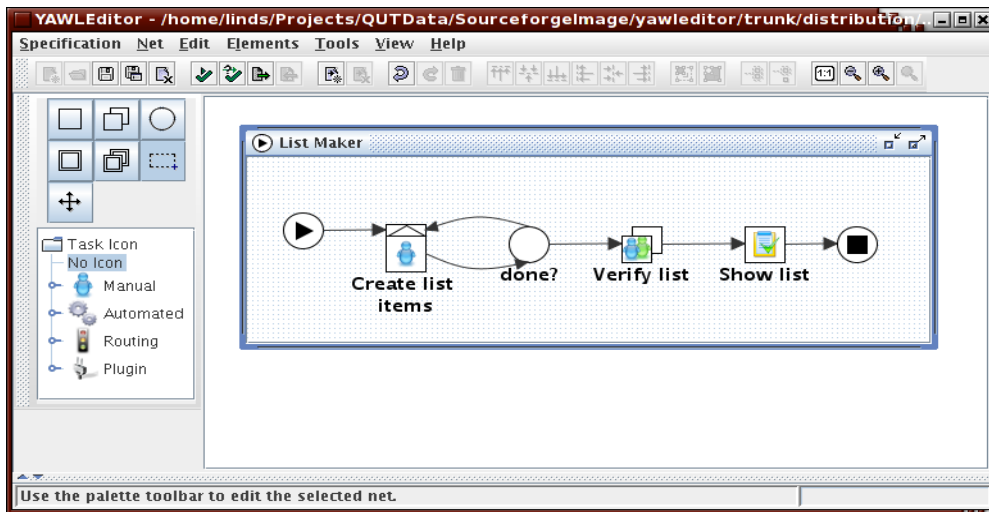 YAWLEditor - /home/linds/Projects/QUTData/SourceforgeImage/yawleditor/trunk/distribution/..
Specification Net Edit Elements Tools View Help
1:1
List Maker
Task Icon
No Icon
Manual
Automated
Routing
Plugin
Create list
items
done?
Verify list
Show list
Use the palette toolbar to edit the selected net.